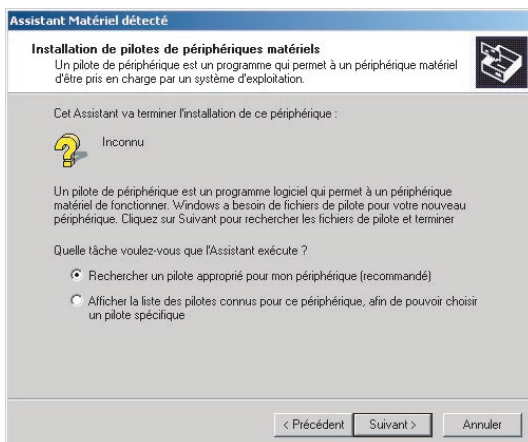 Assistant Matériel détecté
Installation de pilotes de périphériques matériels
Un pilote de périphérique est un programme qui permet à un périphérique matériel
d'être pris en charge par un système d'exploitation.
Cet Assistant va terminer l'installation de ce périphérique :
Inconnu
Un pilote de périphérique est un programme logiciel qui permet à un périphérique
matériel de fonctionner. Windows a besoin de fichiers de pilote pour votre nouveau
périphérique. Cliquez sur Suivant pour rechercher les fichiers de pilote et terminer
Quelle tâche voulez-vous que l'Assistant exécute ?
Rechercher un pilote approprié pour mon périphérique (recommandé)
Afficher la liste des pilotes connus pour ce périphérique, afin de pouvoir choisir
un pilote spécifique
< Précédent Suivant > Annuler